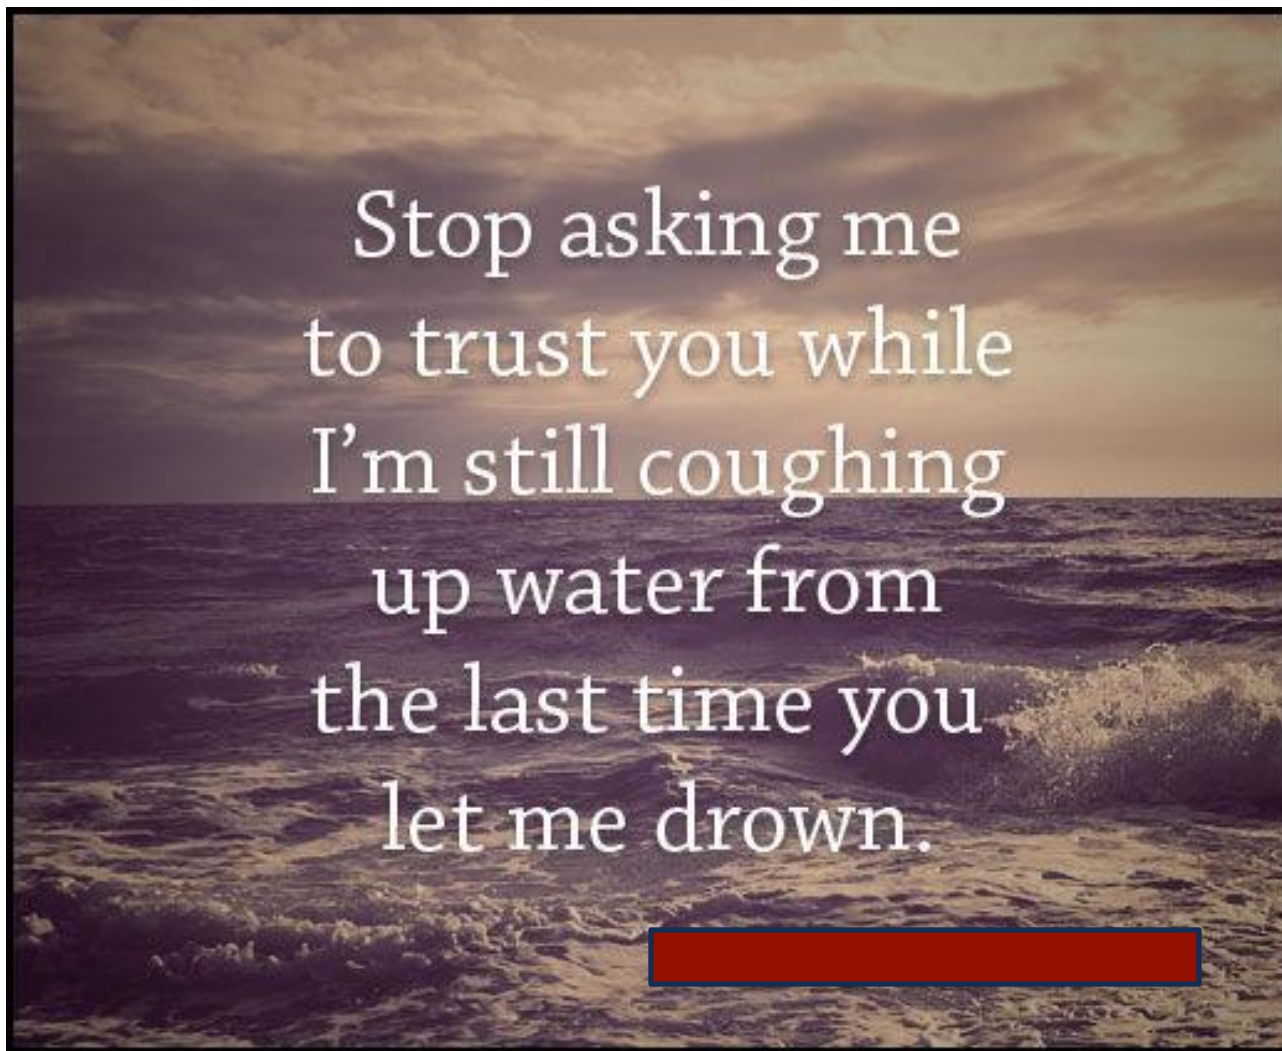 Stop asking me
to trust you while
I’m still coughing
up water from
the last time you
let me drown.